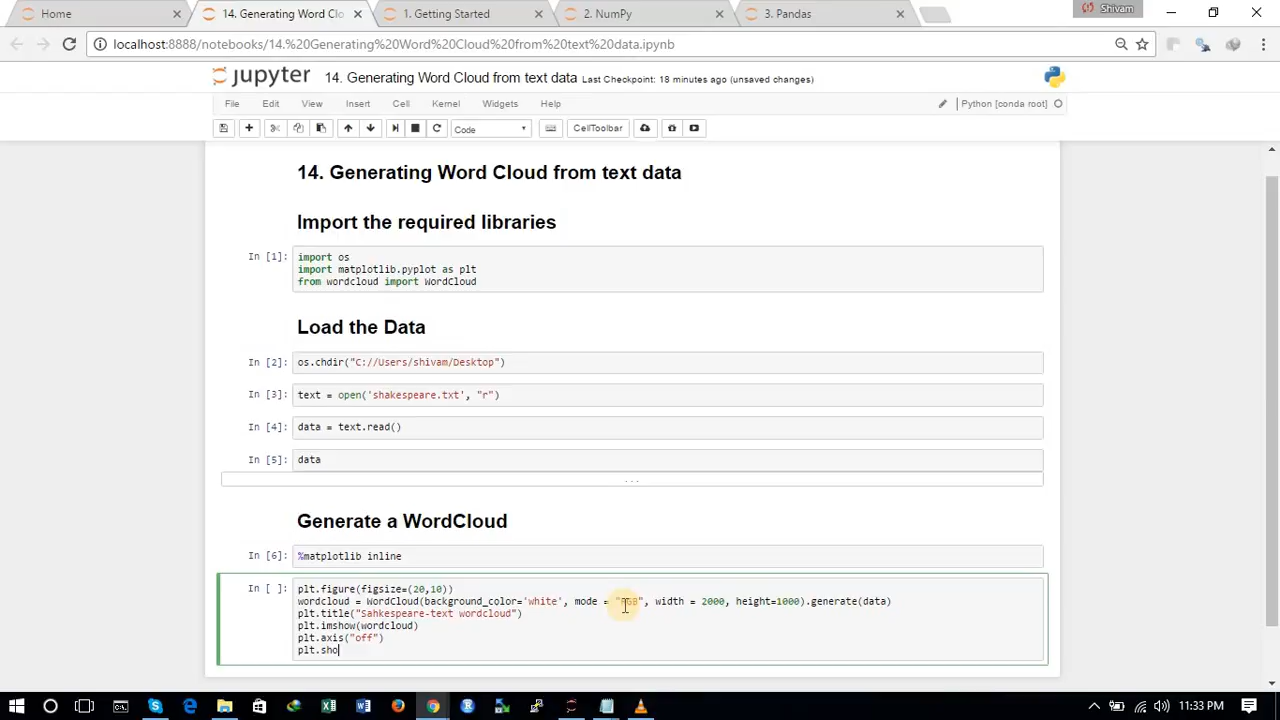 Home
14. Generating Word Clo
1. Getting Started
2. NumPy
3. Pandas
Shivam
localhost:8888/notebooks/14.%20Generating%20Word%20Cloud%20from%20text%20data.ipynb
jupyter 14. Generating Word Cloud from text data Last Checkpoint: 18 minutes ago (unsaved changes)
File Edit View Insert Cell Kernel Widgets Help Python [conda root]
Code CellToolbar
14. Generating Word Cloud from text data
Import the required libraries
In [1]: import os
import matplotlib.pyplot as plt
from wordcloud import WordCloud
Load the Data
In [2]: os.chdir("C://Users/shivam/Desktop")
In [3]: text = open('shakespeare.txt', "r")
In [4]: data = text.read()
In [5]: data
...
Generate a WordCloud
In [6]: %matplotlib inline
In [ ]: plt.figure(figsize=(20,10))
wordcloud = WordCloud(background_color='white', mode = " ", width = 2000, height=1000).generate(data)
plt.title("Sahkespeare-text wordcloud")
plt.imshow(wordcloud)
plt.axis("off")
plt.sho
11:33 PM